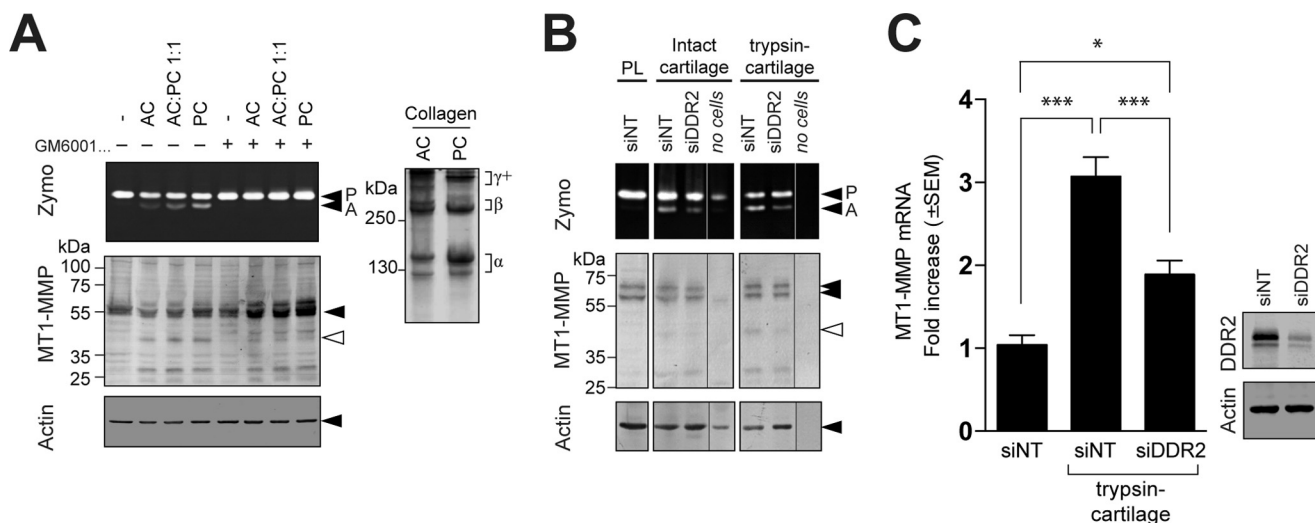 A
-
AC
AC:PC 1:1
PC
-
AC
AC:PC 1:1
PC
GM6001... – – – – + + + +
Zymo
P
A
kDa
100
70
55
35
25
MT1-MMP
Actin
Collagen
AC
PC
kDa
250
130
γ+
β
α
B
PL
Intact
cartilage
trypsin-
cartilage
siNT
siNT
siDDR2
no cells
siNT
siDDR2
no cells
Zymo
P
A
kDa
75
55
35
25
MT1-MMP
Actin
C
MT1-MMP mRNA
Fold increase (±SEM)
4
3
2
1
0
*
*** ***
siNT siNT siDDR2
trypsin-
cartilage
siNT
siDDR2
DDR2
Actin